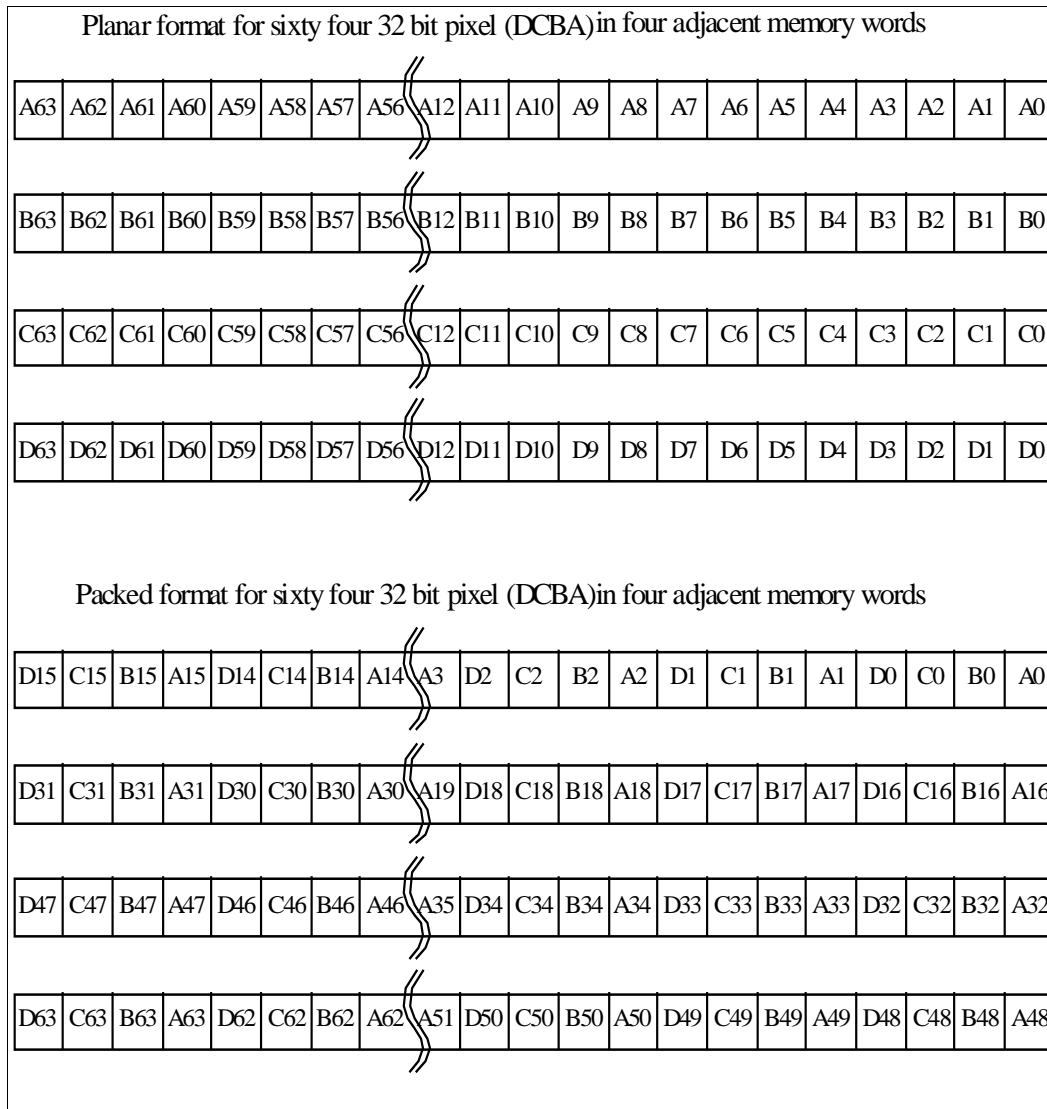 Planar format for sixty four 32 bit pixel (DCBA) in four adjacent memory words
A63 A62 A61 A60 A59 A58 A57 A56 A12 A11 A10 A9 A8 A7 A6 A5 A4 A3 A2 A1 A0
B63 B62 B61 B60 B59 B58 B57 B56 B12 B11 B10 B9 B8 B7 B6 B5 B4 B3 B2 B1 B0
C63 C62 C61 C60 C59 C58 C57 C56 C12 C11 C10 C9 C8 C7 C6 C5 C4 C3 C2 C1 C0
D63 D62 D61 D60 D59 D58 D57 D56 D12 D11 D10 D9 D8 D7 D6 D5 D4 D3 D2 D1 D0
Packed format for sixty four 32 bit pixel (DCBA)in four adjacent memory words
D15 C15 B15 A15 D14 C14 B14 A14 A3 D2 C2 B2 A2 D1 C1 B1 A1 D0 C0 B0 A0
D31 C31 B31 A31 D30 C30 B30 A30 A19 D18 C18 B18 A18 D17 C17 B17 A17 D16 C16 B16 A16
D47 C47 B47 A47 D46 C46 B46 A46 A35 D34 C34 B34 A34 D33 C33 B33 A33 D32 C32 B32 A32
D63 C63 B63 A63 D62 C62 B62 A62 A51 D50 C50 B50 A50 D49 C49 B49 A49 D48 C48 B48 A48